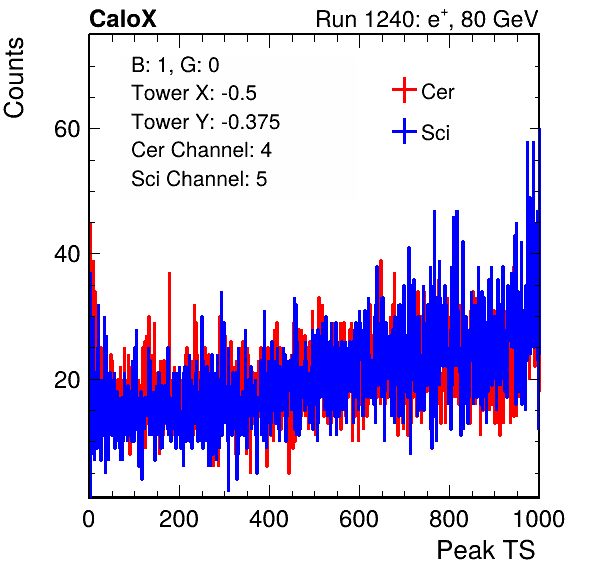 CaloX Run 1240: e⁺, 80 GeV
Counts
B: 1, G: 0
Tower X: -0.5
Tower Y: -0.375
Cer Channel: 4
Sci Channel: 5
Cer
Sci
60
40
20
0 200 400 600 800 1000
Peak TS